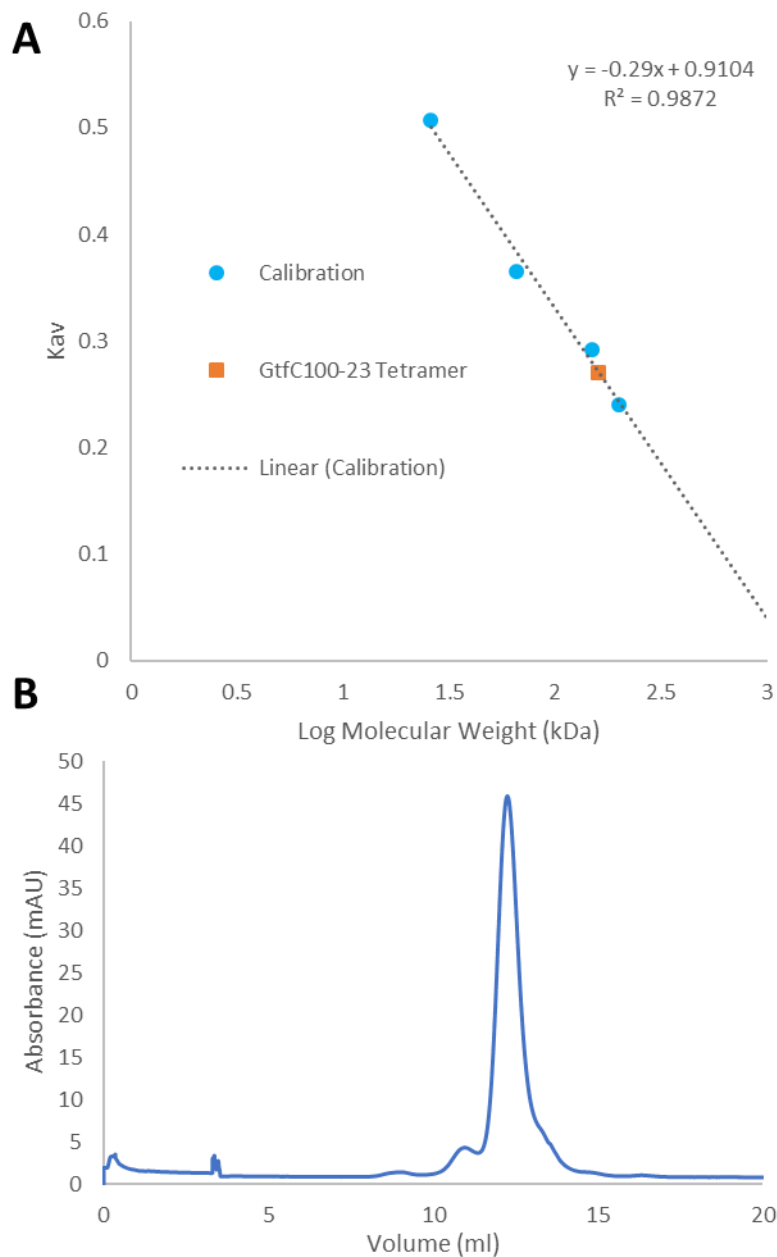 A
0.6
y = -0.29x + 0.9104
R² = 0.9872
0.5
0.4
Calibration
0.3
Kav
GtfC100-23 Tetramer
0.2
Linear (Calibration)
0.1
0
0 0.5 1 1.5 2 2.5 3
Log Molecular Weight (kDa)
B
50
45
40
35
30
25
20
15
10
5
0
Absorbance (mAU)
0 5 10 15 20
Volume (ml)